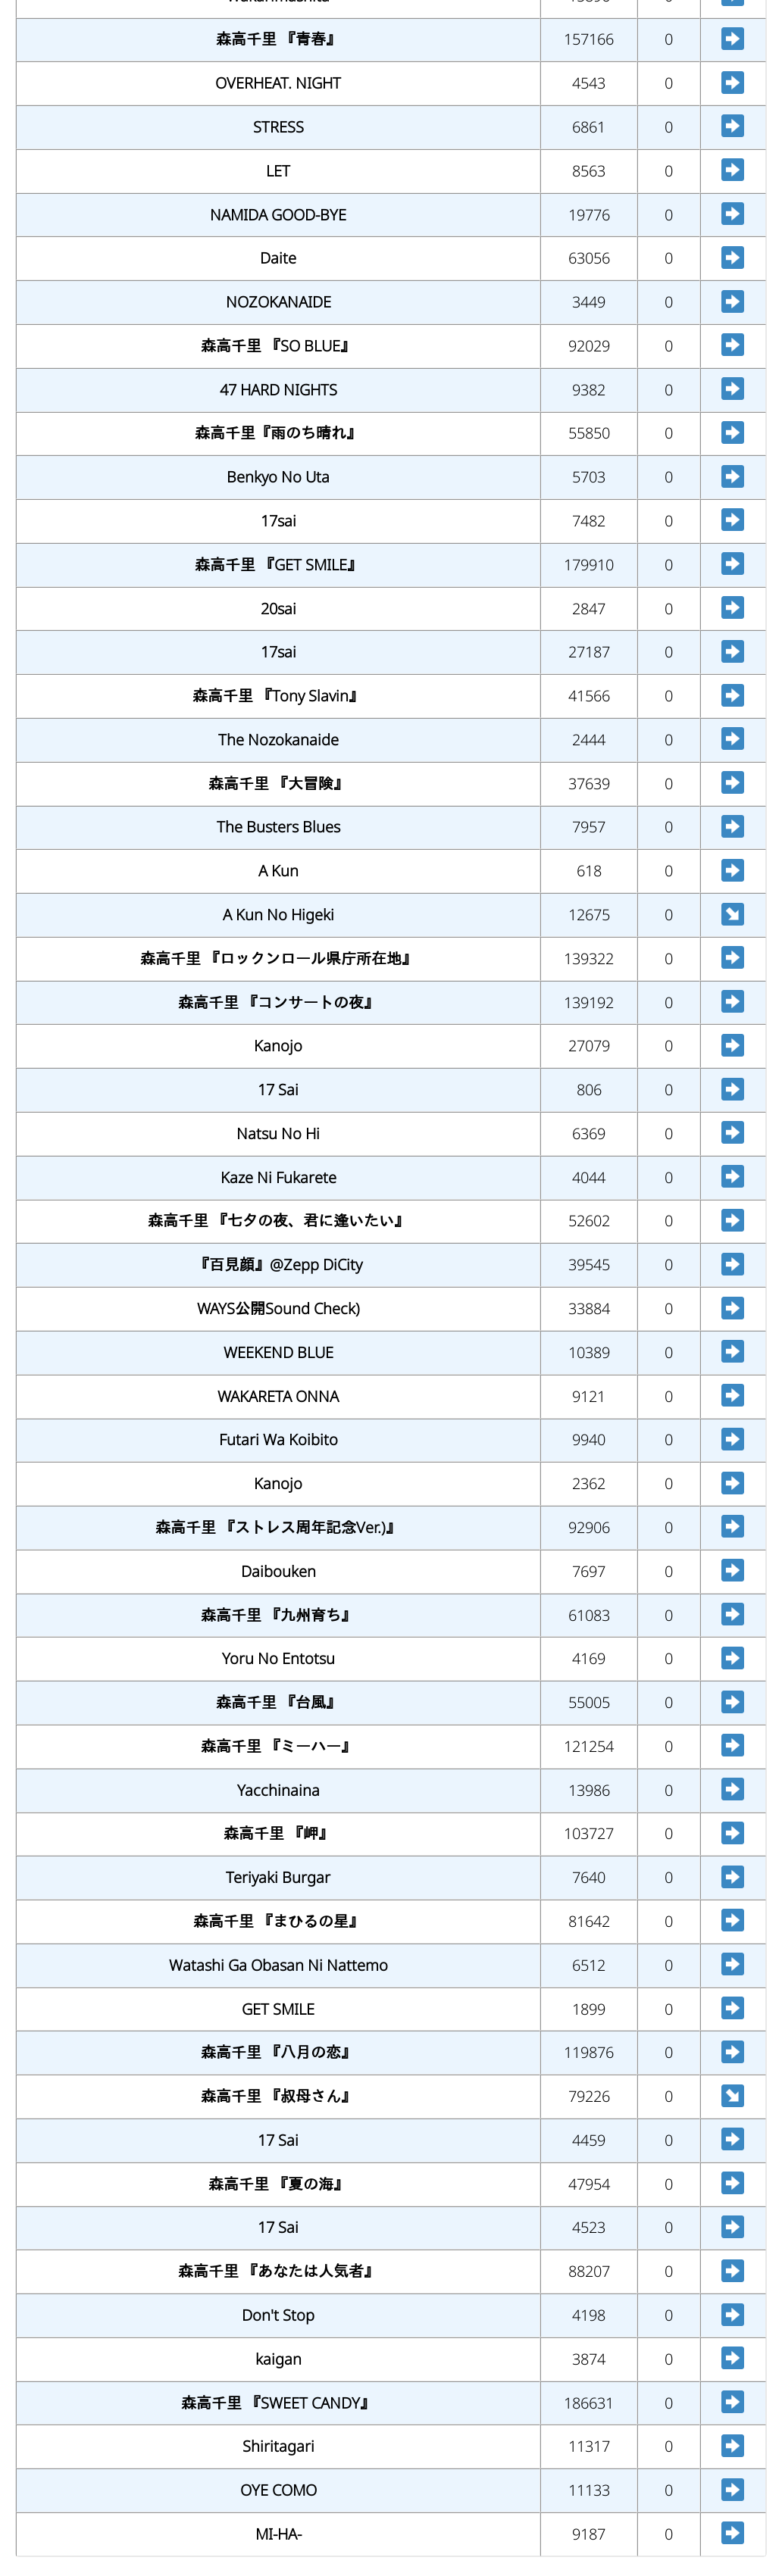 森高千里 『青春』 157166 0
OVERHEAT. NIGHT 4543 0
STRESS 6861 0
LET 8563 0
NAMIDA GOOD-BYE 19776 0
Daite 63056 0
NOZOKANAIDE 3449 0
森高千里 『SO BLUE』 92029 0
47 HARD NIGHTS 9382 0
森高千里『雨のち晴れ』 55850 0
Benkyo No Uta 5703 0
17sai 7482 0
森高千里 『GET SMILE』 179910 0
20sai 2847 0
17sai 27187 0
森高千里 『Tony Slavin』 41566 0
The Nozokanaide 2444 0
森高千里 『大冒険』 37639 0
The Busters Blues 7957 0
A Kun 618 0
A Kun No Higeki 12675 0
森高千里 『ロックンロール県庁所在地』 139322 0
森高千里 『コンサートの夜』 139192 0
Kanojo 27079 0
17 Sai 806 0
Natsu No Hi 6369 0
Kaze Ni Fukarete 4044 0
森高千里 『七夕の夜、君に逢いたい』 52602 0
『百見顔』@Zepp DiCity 39545 0
WAYS公開Sound Check) 33884 0
WEEKEND BLUE 10389 0
WAKARETA ONNA 9121 0
Futari Wa Koibito 9940 0
Kanojo 2362 0
森高千里 『ストレス周年記念Ver.)』 92906 0
Daibouken 7697 0
森高千里 『九州育ち』 61083 0
Yoru No Entotsu 4169 0
森高千里 『台風』 55005 0
森高千里 『ミーハー』 121254 0
Yacchinaina 13986 0
森高千里 『岬』 103727 0
Teriyaki Burgar 7640 0
森高千里 『まひるの星』 81642 0
Watashi Ga Obasan Ni Nattemo 6512 0
GET SMILE 1899 0
森高千里 『八月の恋』 119876 0
森高千里 『叔母さん』 79226 0
17 Sai 4459 0
森高千里 『夏の海』 47954 0
17 Sai 4523 0
森高千里 『あなたは人気者』 88207 0
Don't Stop 4198 0
kaigan 3874 0
森高千里 『SWEET CANDY』 186631 0
Shiritagari 11317 0
OYE COMO 11133 0
MI-HA- 9187 0